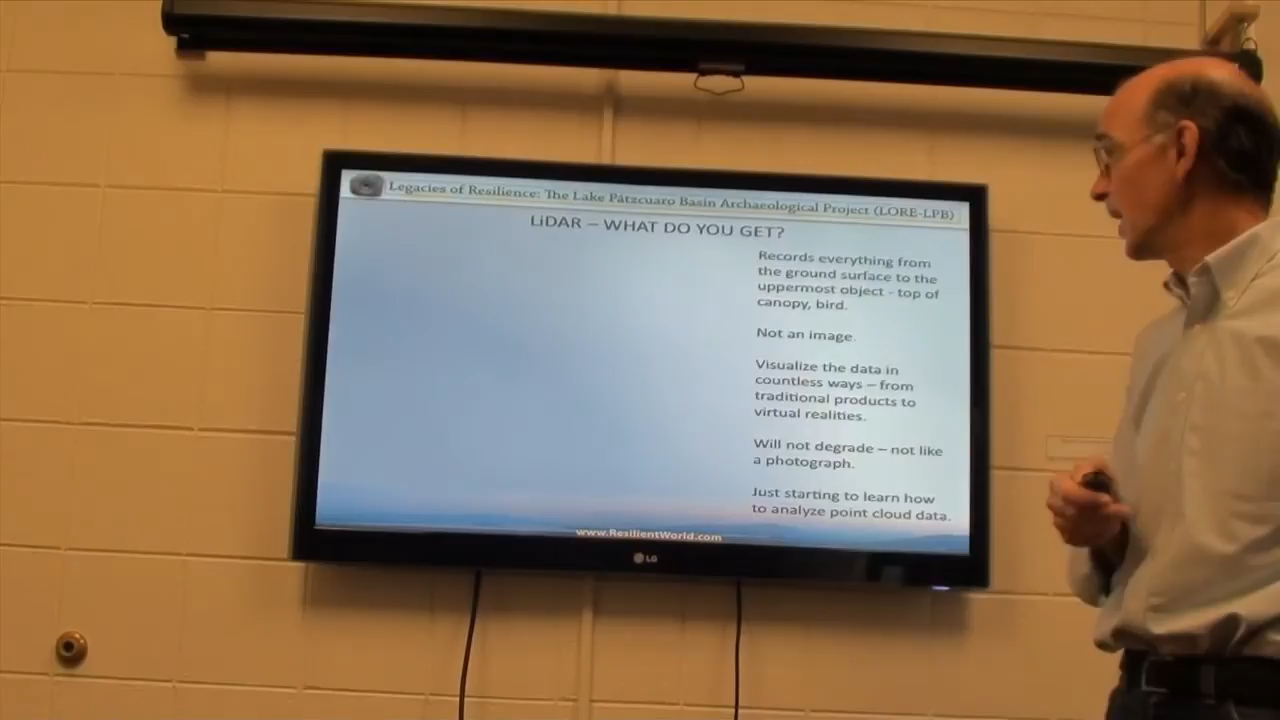 Legacies of Resilience: The Lake Pátzcuaro Basin Archaeological Project (LORE-LPB)
LiDAR – WHAT DO YOU GET?
Records everything from
the ground surface to the
uppermost object - top of
canopy, bird.
Not an image.
Visualize the data in
countless ways – from
traditional products to
virtual realities.
Will not degrade – not like
a photograph.
Just starting to learn how
to analyze point cloud data.
www.ResilientWorld.com
LG